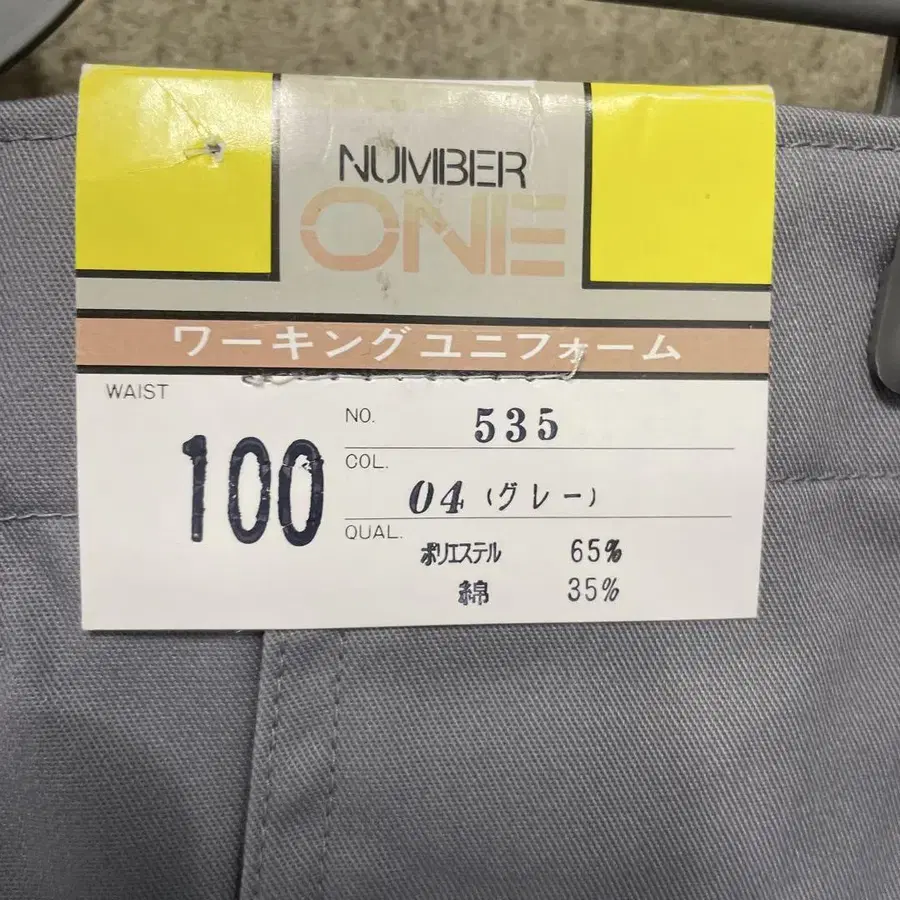 NUMBER
ONE
ワーキングユニフォーム
WAIST
100
NO. 535
COL. 04(グレー)
QUAL.
ポリエステル 65%
綿 35%